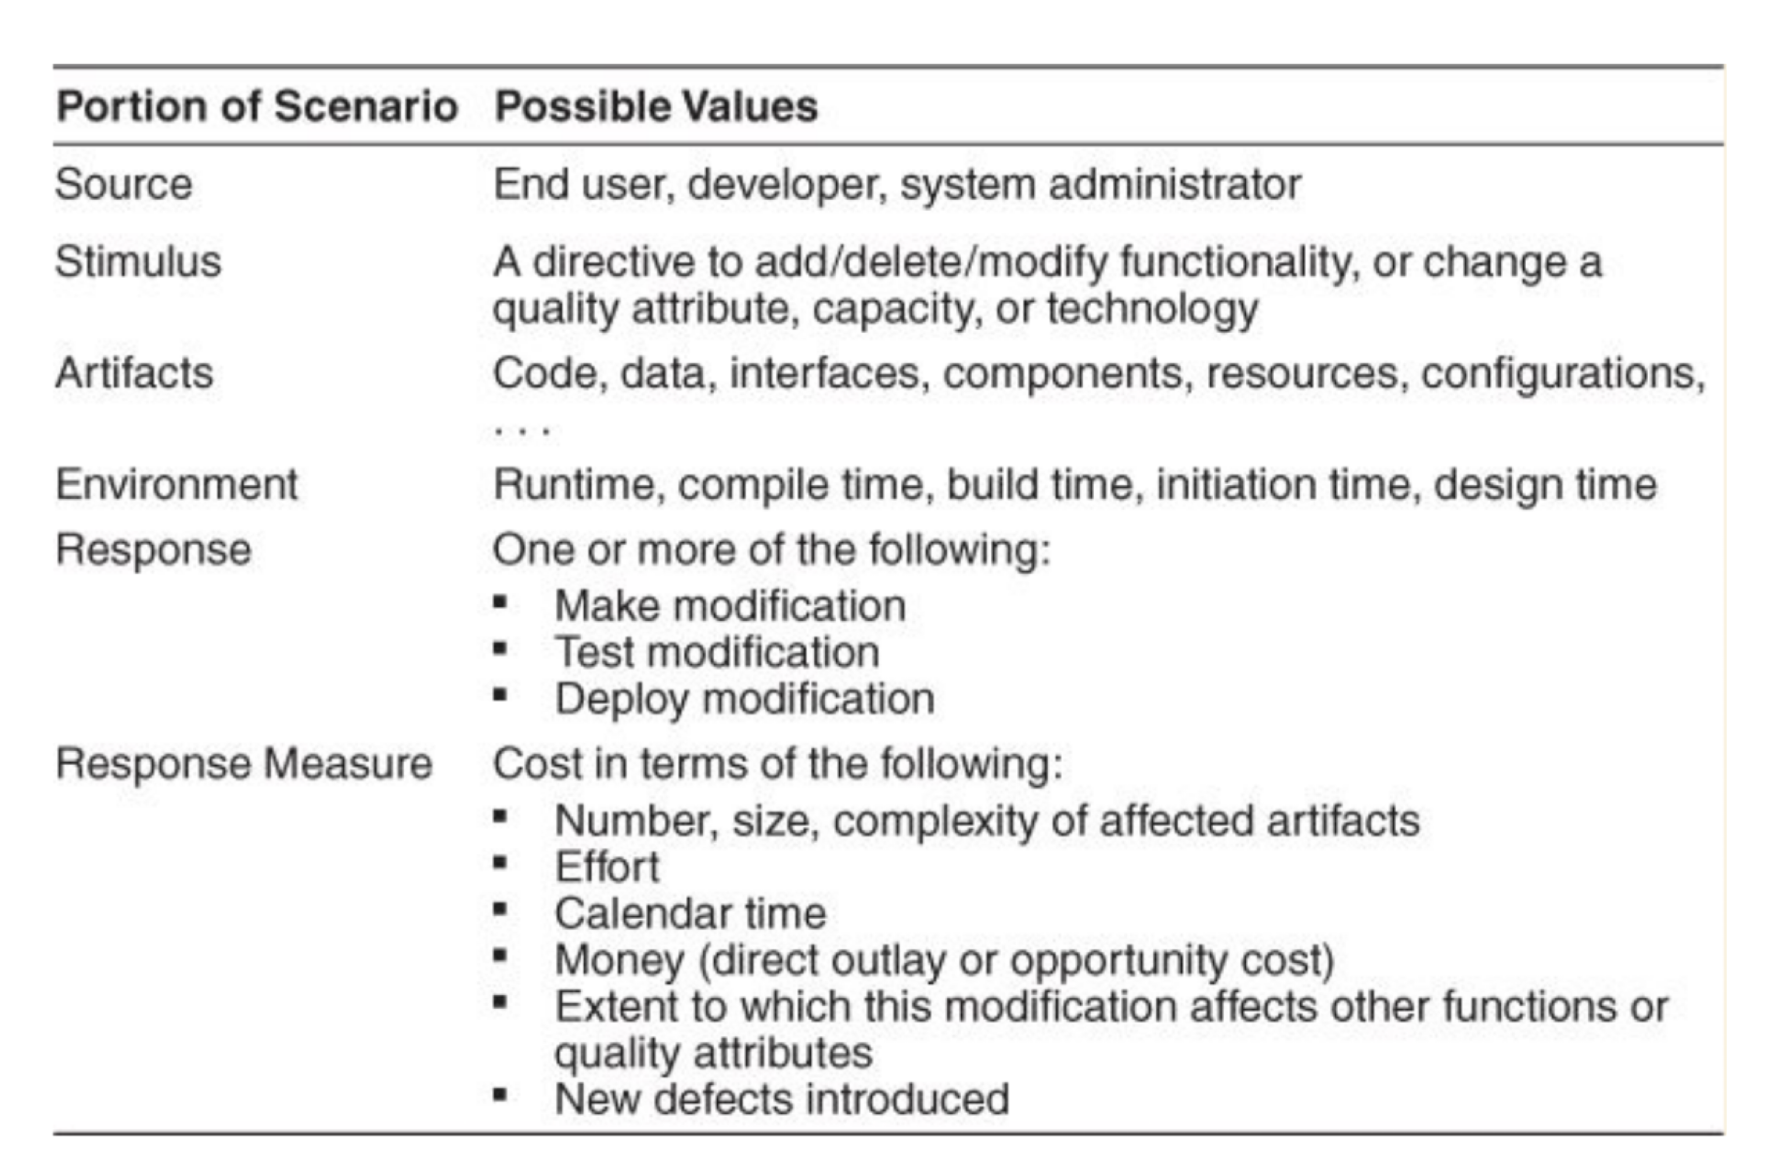 Portion of Scenario Possible Values
Source End user, developer, system administrator
Stimulus A directive to add/delete/modify functionality, or change a
quality attribute, capacity, or technology
Artifacts Code, data, interfaces, components, resources, configurations,
. . .
Environment Runtime, compile time, build time, initiation time, design time
Response One or more of the following:
▪ Make modification
▪ Test modification
▪ Deploy modification
Response Measure Cost in terms of the following:
▪ Number, size, complexity of affected artifacts
▪ Effort
▪ Calendar time
▪ Money (direct outlay or opportunity cost)
▪ Extent to which this modification affects other functions or
quality attributes
▪ New defects introduced